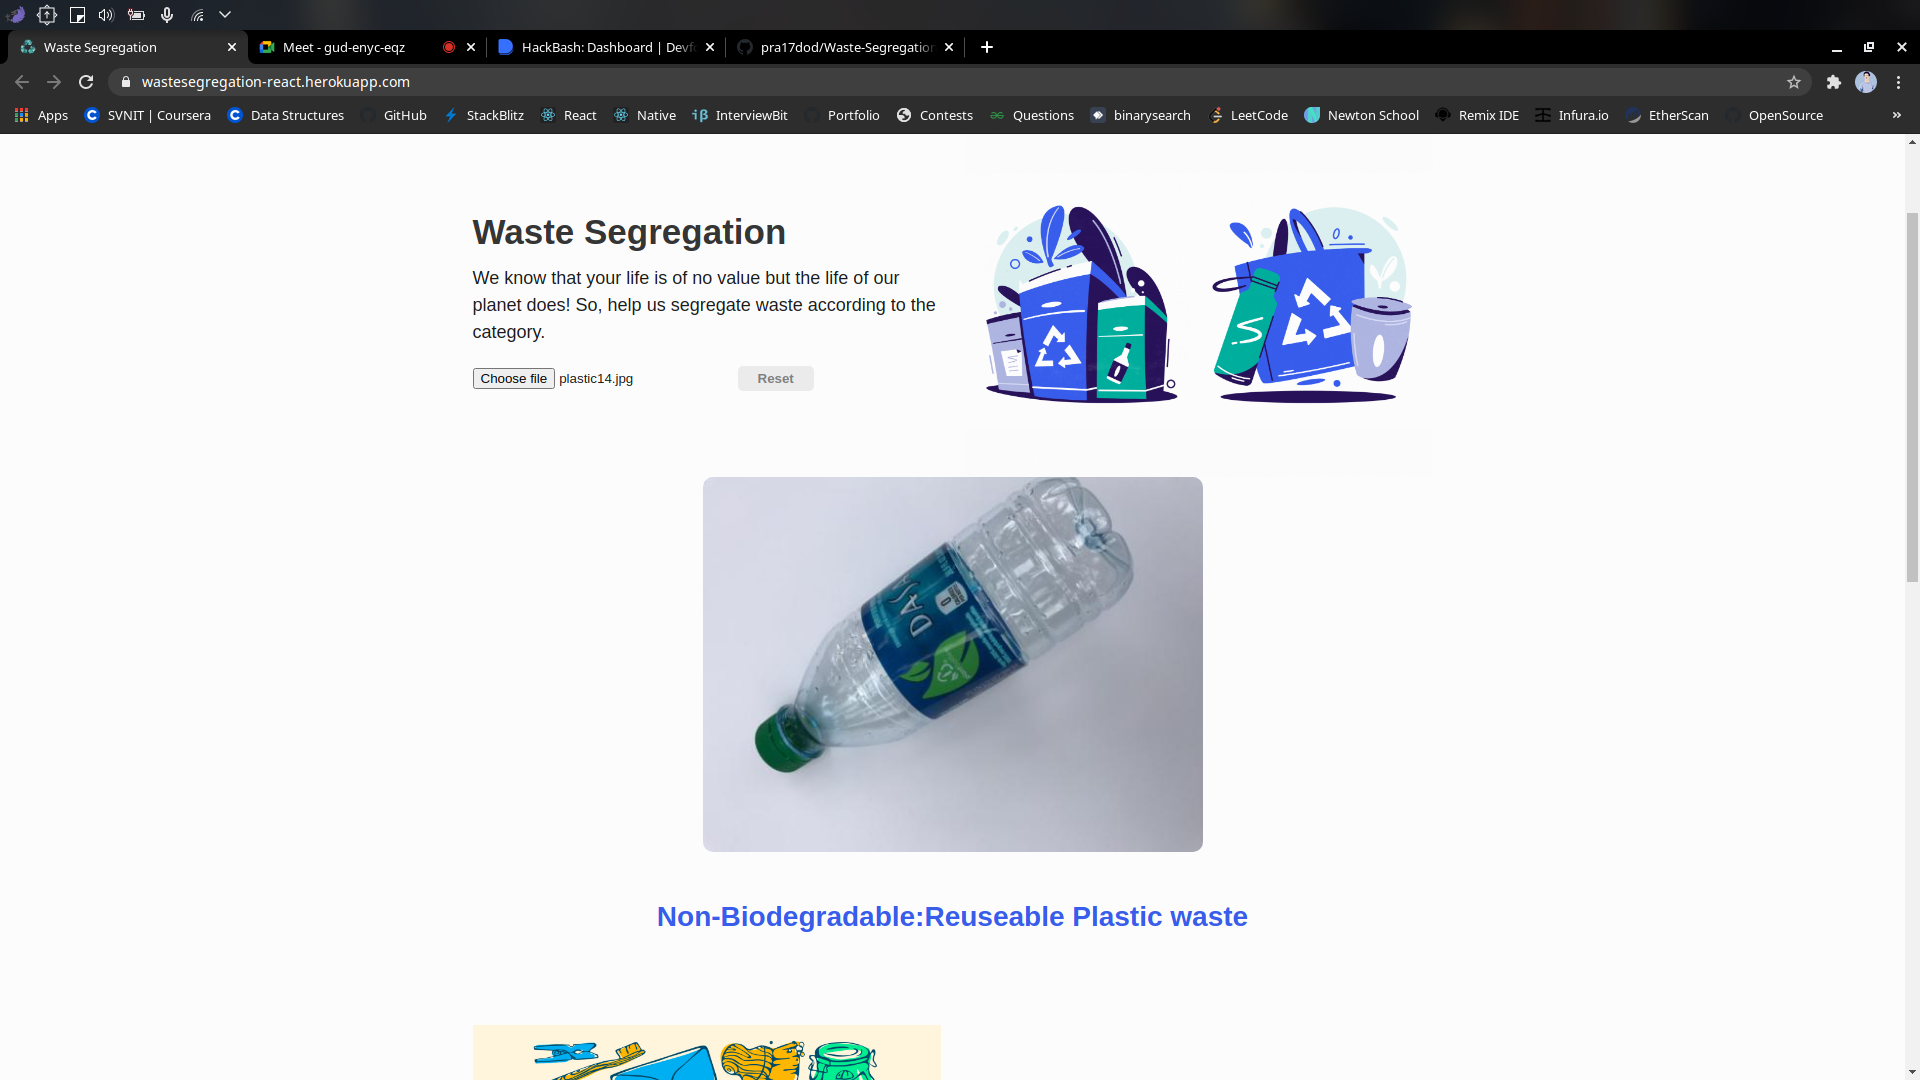 Waste Segregation
Meet - gud-enyc-eqz
HackBash: Dashboard | Devf
pra17dod/Waste-Segregation
wastesegregation-react.herokuapp.com
Apps
SVNIT | Coursera
Data Structures
GitHub
StackBlitz
React
Native
InterviewBit
Portfolio
Contests
Questions
binarysearch
LeetCode
Newton School
Remix IDE
Infura.io
EtherScan
OpenSource
»
Waste Segregation
We know that your life is of no value but the life of our
planet does! So, help us segregate waste according to the
category.
Choose file plastic14.jpg
Reset
DASA
Non-Biodegradable:Reuseable Plastic waste